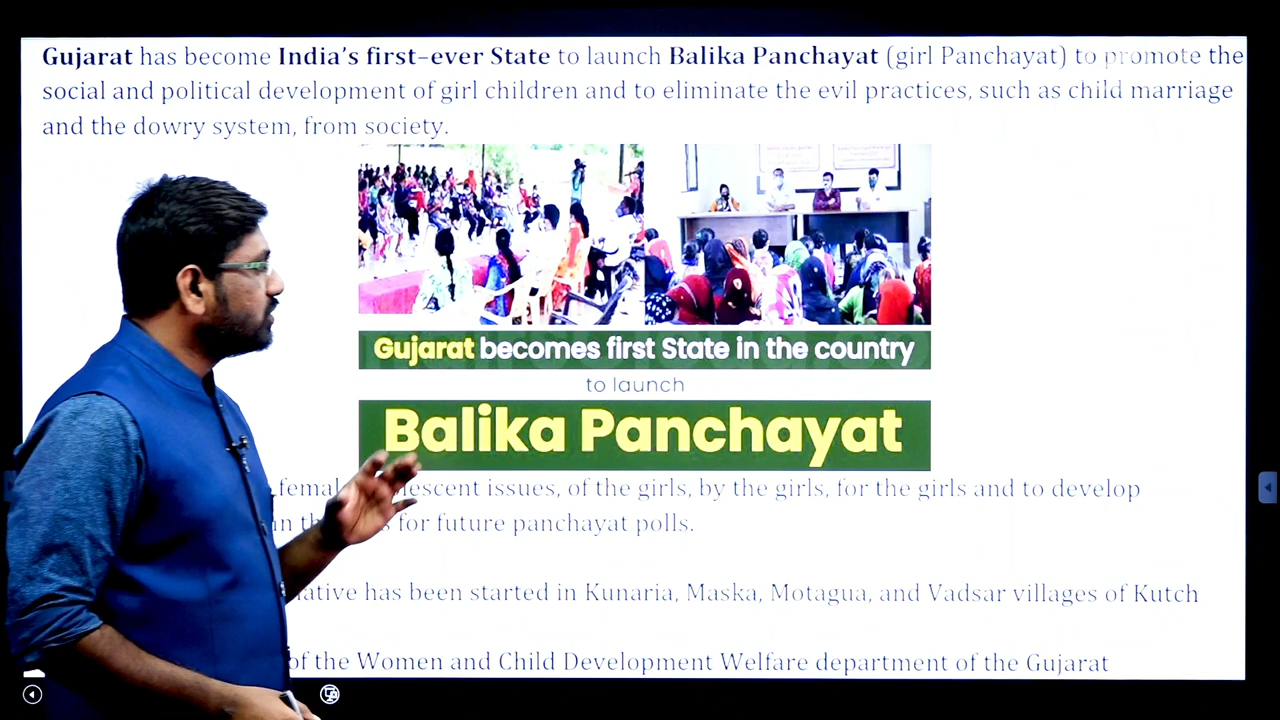 Gujarat has become India's first-ever State to launch Balika Panchayat (girl Panchayat) to promote the
social and political development of girl children and to eliminate the evil practices, such as child marriage
and the dowry system, from society.
Gujarat becomes first State in the country
to launch
Balika Panchayat
issues, of the girls, by the girls, for the girls and to develop
for future panchayat polls.
has been started in Kunaria, Maska, Motagua, and Vadsar villages of Kutch
of the Women and Child Development Welfare department of the Gujarat